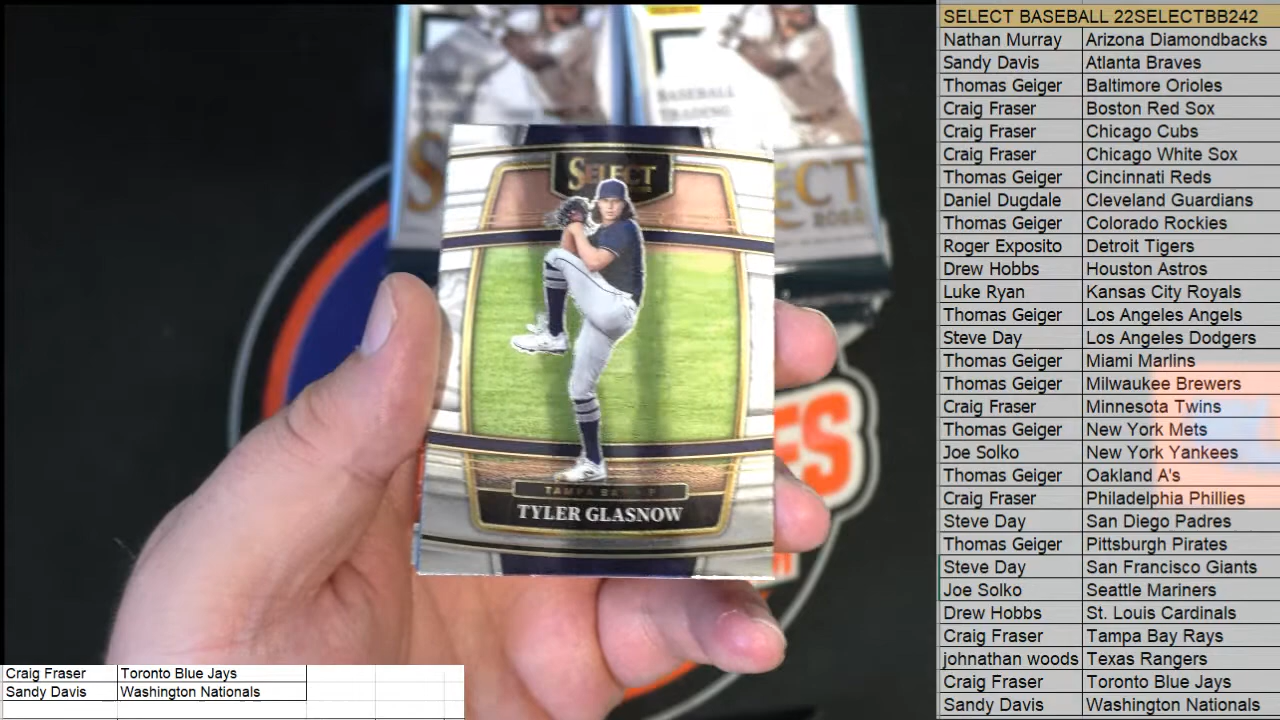 SELECT BASEBALL 22SELECTBB242
Nathan Murray Arizona Diamondbacks
Sandy Davis Atlanta Braves
Thomas Geiger Baltimore Orioles
Craig Fraser Boston Red Sox
Craig Fraser Chicago Cubs
Craig Fraser Chicago White Sox
Thomas Geiger Cincinnati Reds
Daniel Dugdale Cleveland Guardians
Thomas Geiger Colorado Rockies
Roger Exposito Detroit Tigers
Drew Hobbs Houston Astros
Luke Ryan Kansas City Royals
Thomas Geiger Los Angeles Angels
Steve Day Los Angeles Dodgers
Thomas Geiger Miami Marlins
Thomas Geiger Milwaukee Brewers
Craig Fraser Minnesota Twins
Thomas Geiger New York Mets
Joe Solko New York Yankees
Thomas Geiger Oakland A's
Craig Fraser Philadelphia Phillies
Steve Day San Diego Padres
Thomas Geiger Pittsburgh Pirates
Steve Day San Francisco Giants
Joe Solko Seattle Mariners
Drew Hobbs St. Louis Cardinals
Craig Fraser Tampa Bay Rays
johnathan woods Texas Rangers
Craig Fraser Toronto Blue Jays
Sandy Davis Washington Nationals
BASEBALL
TRADING
ECT
2022
SELECT
TAMPA BAY
TYLER GLASNOW
ES
Craig Fraser Toronto Blue Jays
Sandy Davis Washington Nationals